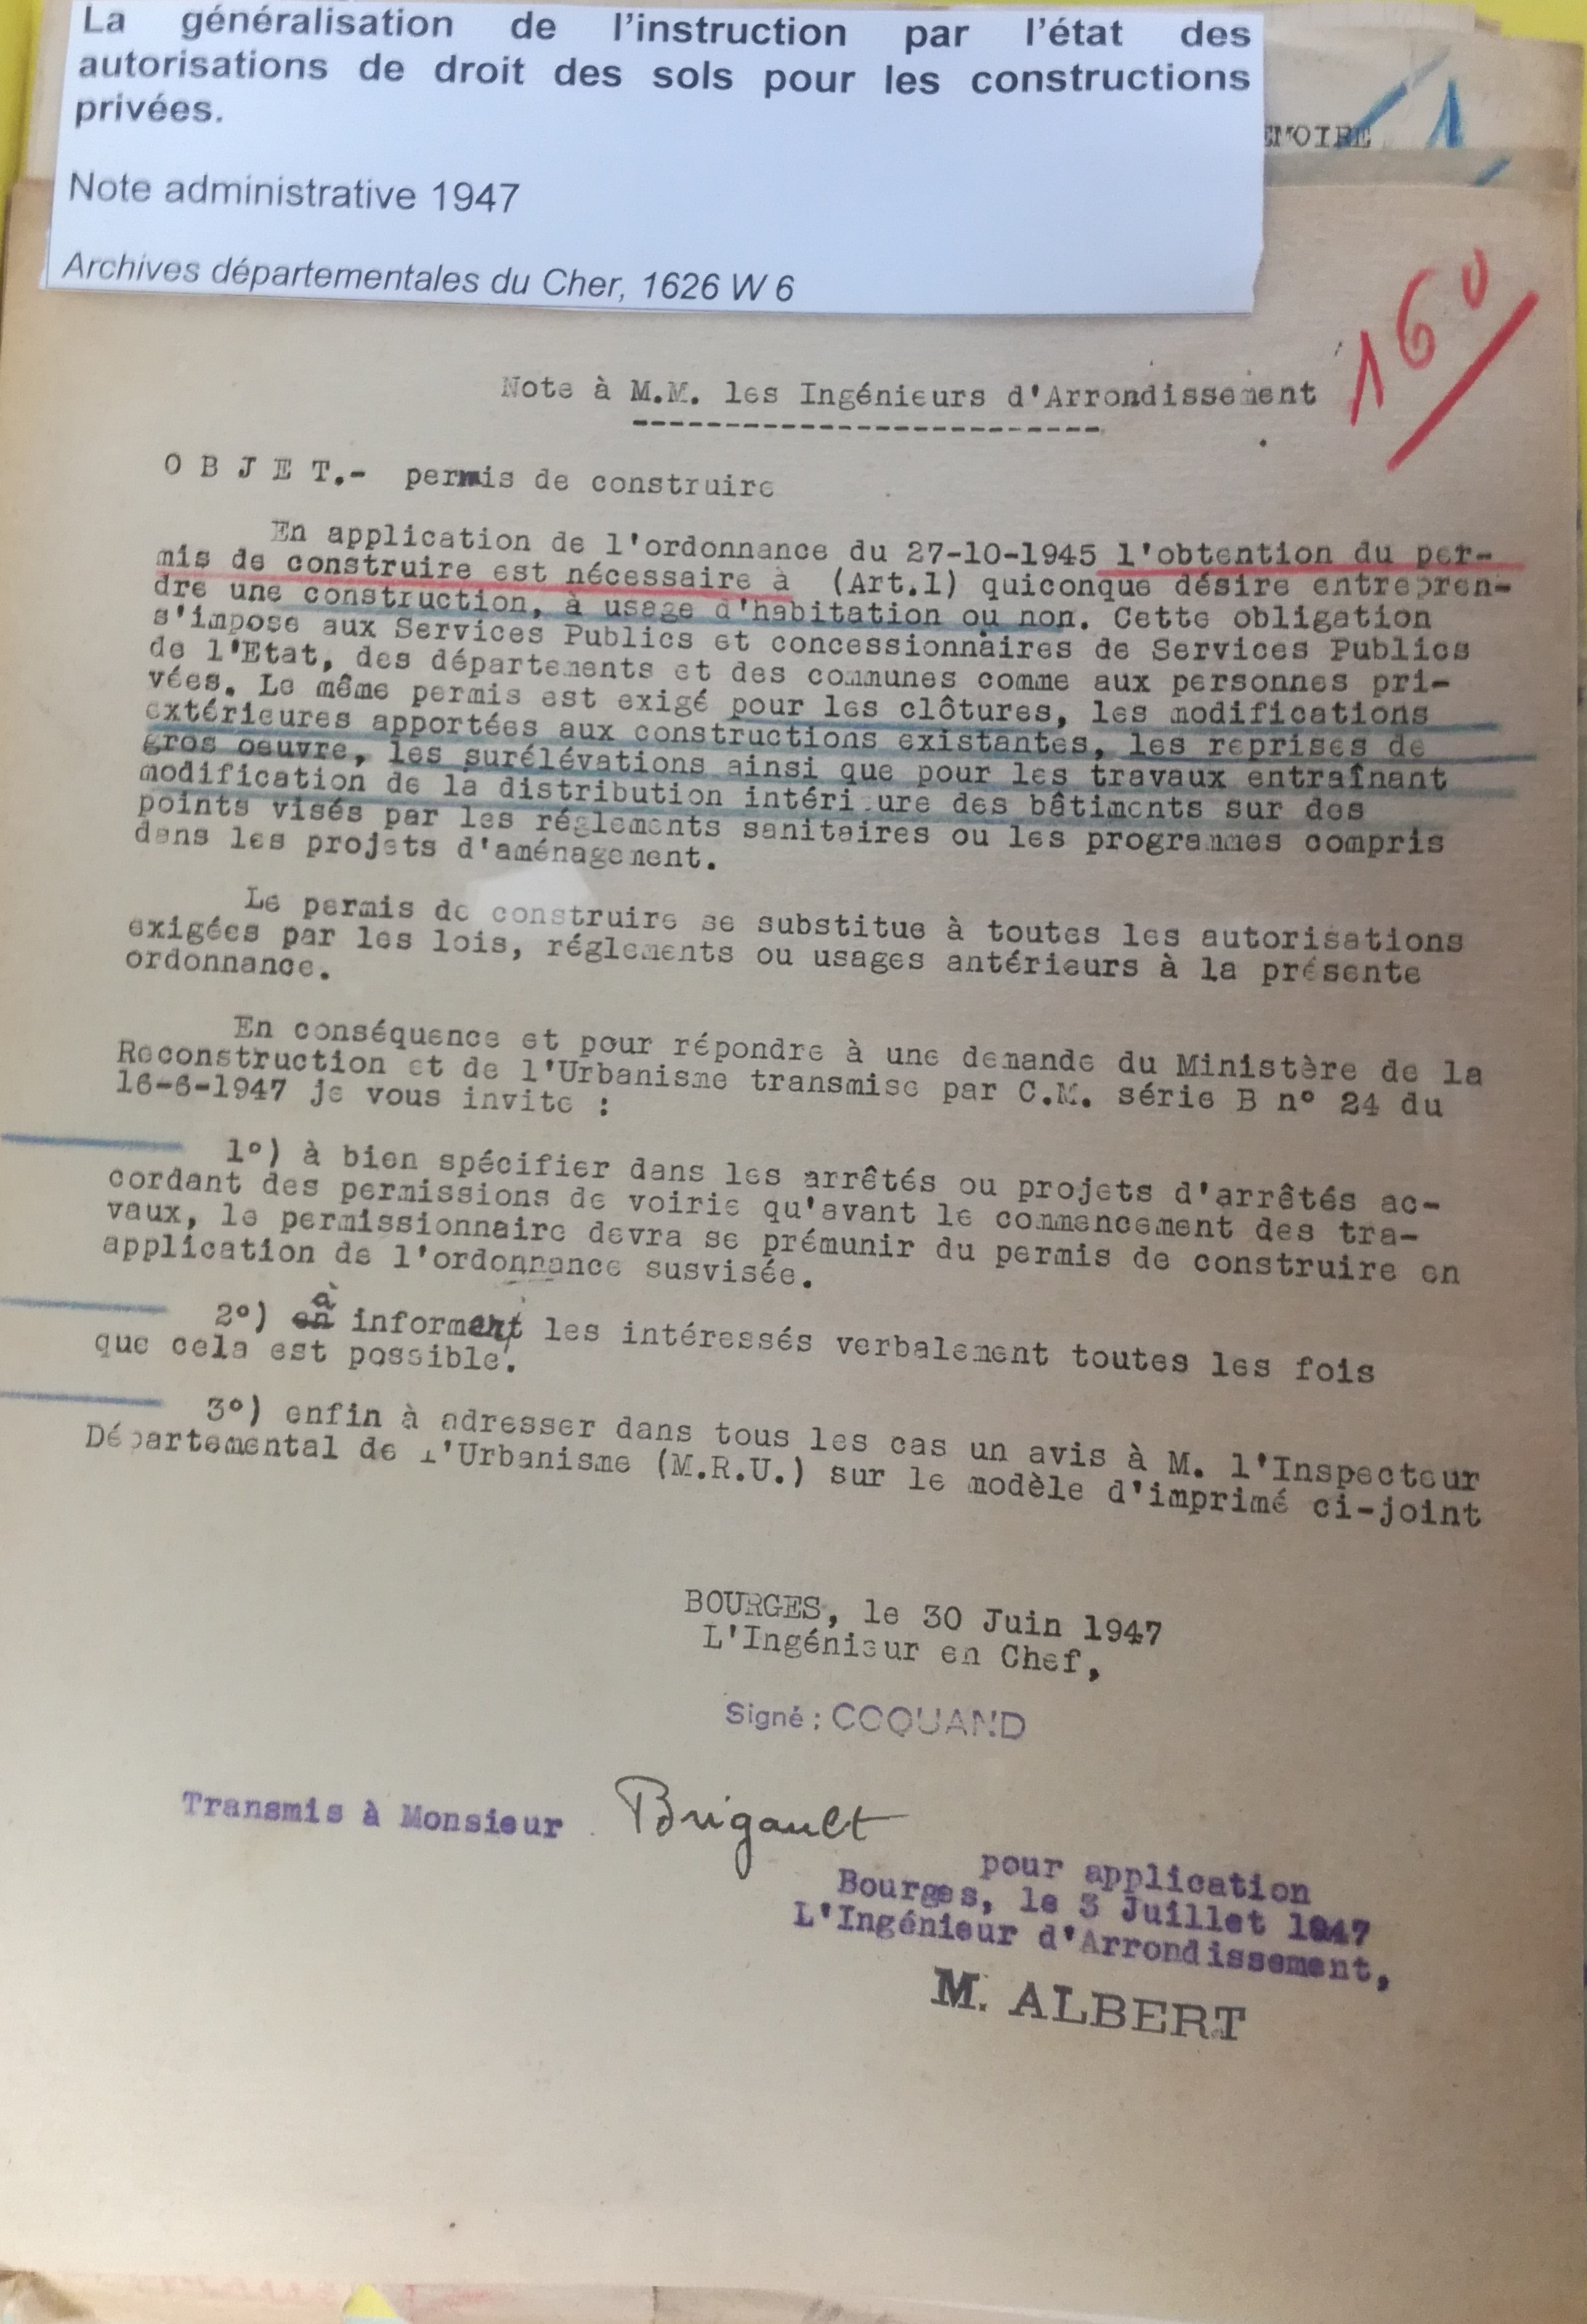 La généralisation de l'instruction par l'état des
autorisations de droit des sols pour les constructions
privées.
Note administrative 1947
Archives départementales du Cher, 1626 W 6
EMOIRE
1
160
Note à M.M. les Ingénieurs d'Arrondissement
O B J E T.- permis de construire
En application de l'ordonnance du 27-10-1945 l'obtention du per-
mis de construire est nécessaire à (Art.1) quiconque désire entrepren-
dre une construction, à usage d'habitation ou non. Cette obligation
s'impose aux Services Publics et concessionnaires de Services Publics
de l'Etat, des départements et des communes comme aux personnes pri-
vées. Le même permis est exigé pour les clôtures, les modifications
extérieures apportées aux constructions existantes, les reprises de
gros oeuvre, les surélévations ainsi que pour les travaux entraînant
modification de la distribution intérieure des bâtiments sur des
points visés par les réglements sanitaires ou les programmes compris
dans les projets d'aménagement.
Le permis de construire se substitue à toutes les autorisations
exigées par les lois, réglements ou usages antérieurs à la présente
ordonnance.
En conséquence et pour répondre à une demande du Ministère de la
Reconstruction et de l'Urbanisme transmise par C.M. série B n° 24 du
16-6-1947 je vous invite :
1°) à bien spécifier dans les arrêtés ou projets d'arrêtés ac-
cordant des permissions de voirie qu'avant le commencement des tra-
vaux, le permissionnaire devra se prémunir du permis de construire en
application de l'ordonnance susvisée.
2°) à informer les intéressés verbalement toutes les fois
que cela est possible.
3°) enfin à adresser dans tous les cas un avis à M. l'Inspecteur
Départemental de l'Urbanisme (M.R.U.) sur le modèle d'imprimé ci-joint
BOURGES, le 30 Juin 1947
L'Ingénieur en Chef,
Signé : COQUAND
Transmis à Monsieur Brigault
pour application
Bourges, le 3 Juillet 1947
L'Ingénieur d'Arrondissement,
M. ALBERT